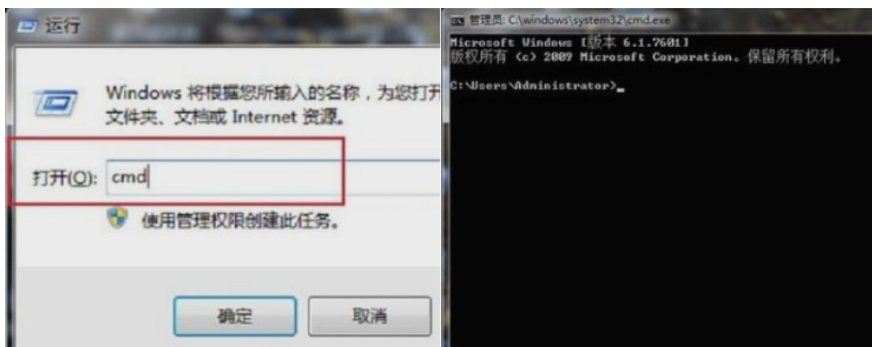 运行
Windows 将根据您所输入的名称，为您打开
文件夹、文档或 Internet 资源。
打开(O):
cmd
使用管理权限创建此任务。
确定
取消
管理员: C:\windows\system32\cmd.exe
Microsoft Windows [版本 6.1.7601]
版权所有 (c) 2009 Microsoft Corporation。保留所有权利。
C:\Users\Administrator>_